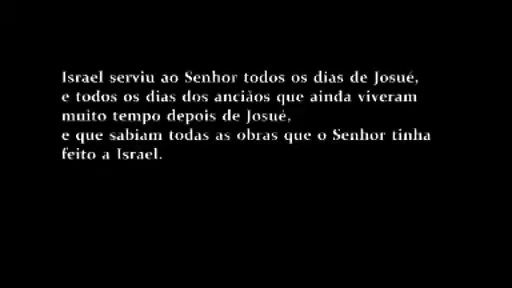 Israel serviu ao Senhor todos os dias de Josué,
e todos os dias dos anciãos que ainda viveram
muito tempo depois de Josué,
e que sabiam todas as obras que o Senhor tinha
feito a Israel.